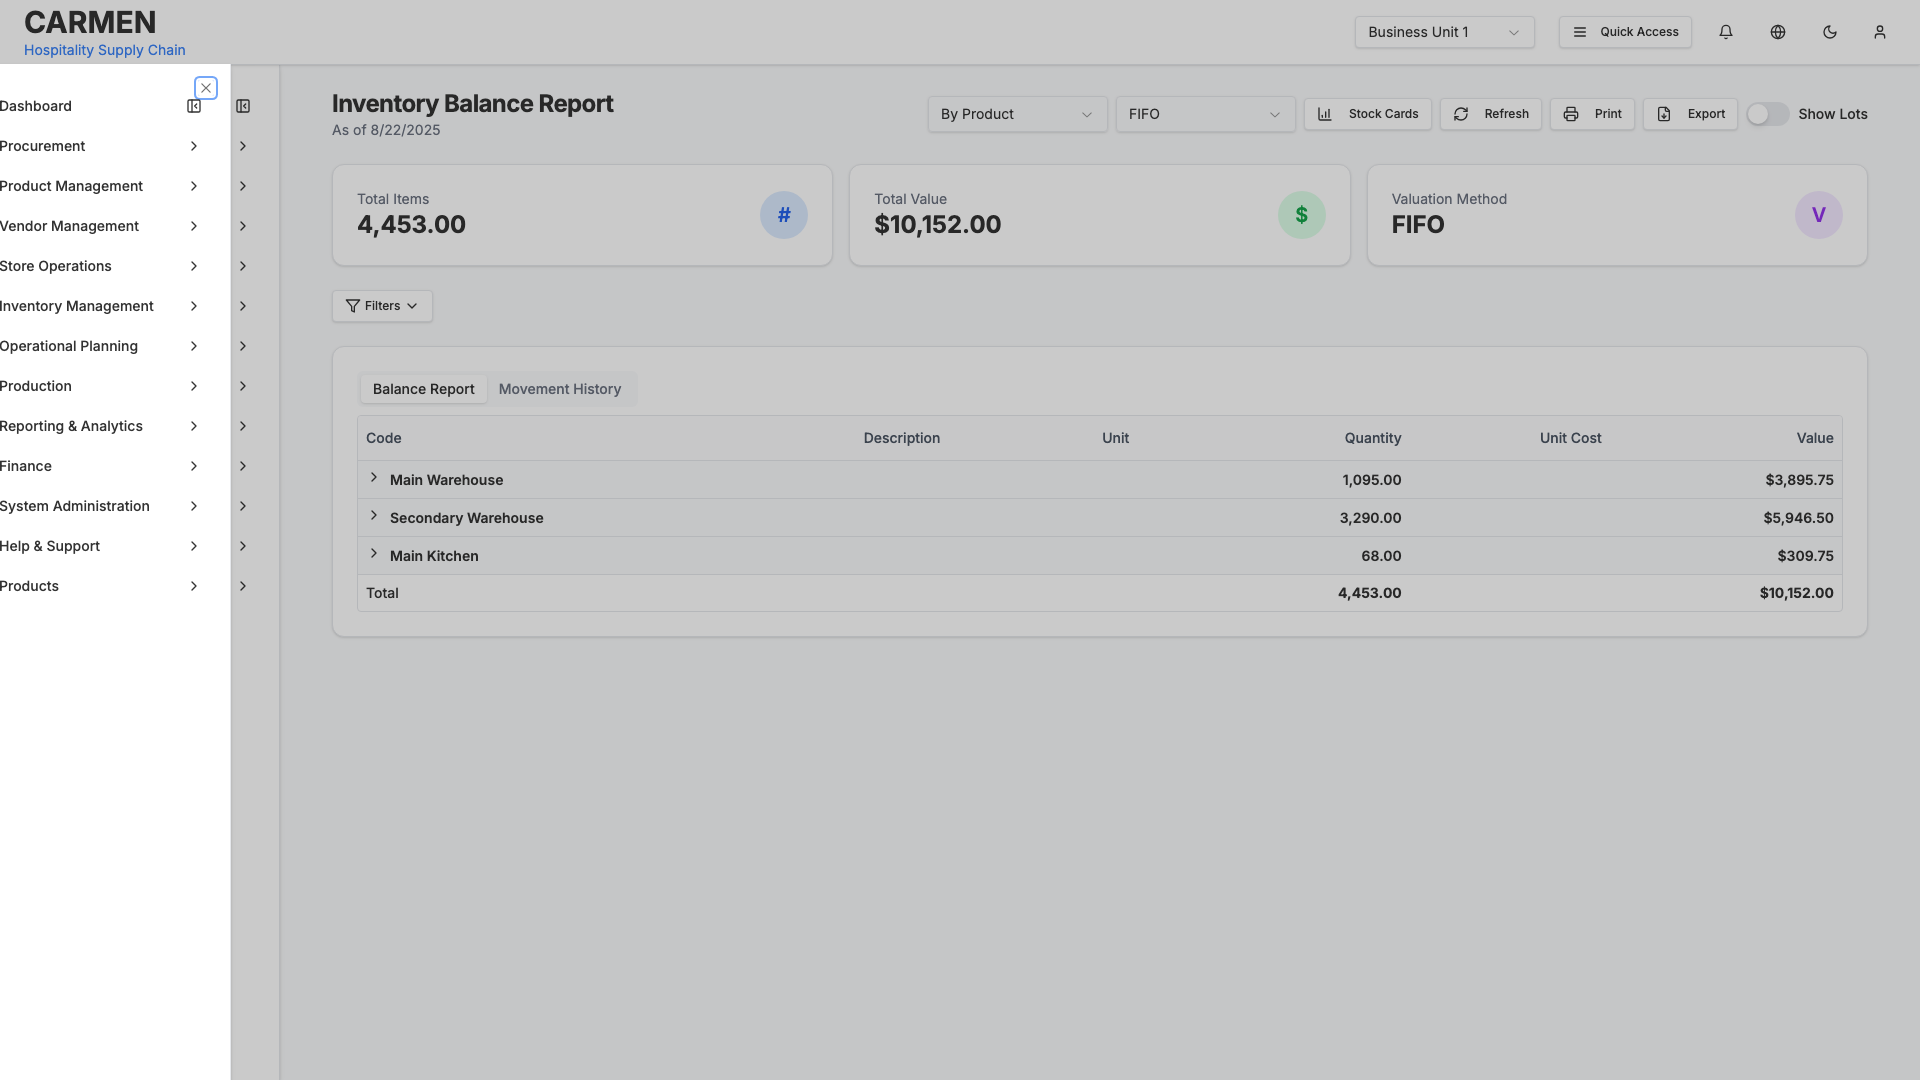 CARMEN
Hospitality Supply Chain
Business Unit 1
Quick Access
Dashboard
Procurement
Product Management
Vendor Management
Store Operations
Inventory Management
Operational Planning
Production
Reporting & Analytics
Finance
System Administration
Help & Support
Products
Inventory Balance Report
As of 8/22/2025
By Product
FIFO
Stock Cards
Refresh
Print
Export
Show Lots
Total Items
4,453.00
#
Total Value
$10,152.00
$
Valuation Method
FIFO
V
Filters
Balance Report
Movement History
Code Description Unit Quantity Unit Cost Value
Main Warehouse 1,095.00 $3,895.75
Secondary Warehouse 3,290.00 $5,946.50
Main Kitchen 68.00 $309.75
Total 4,453.00 $10,152.00